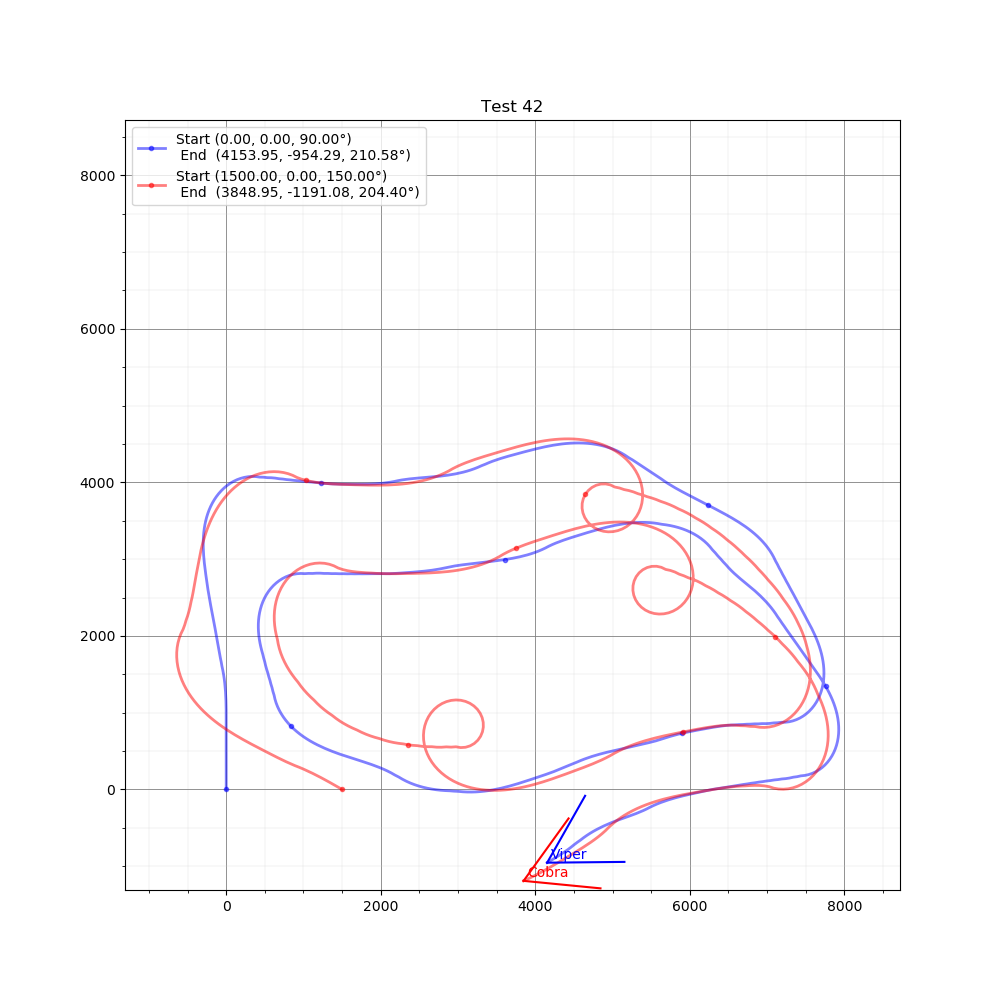 Test 42
Start (0.00, 0.00, 90.00°)
End (4153.95, -954.29, 210.58°)
Start (1500.00, 0.00, 150.00°)
End (3848.95, -1191.08, 204.40°)
8000
6000
4000
2000
0
Viper
Cobra
0 2000 4000 6000 8000